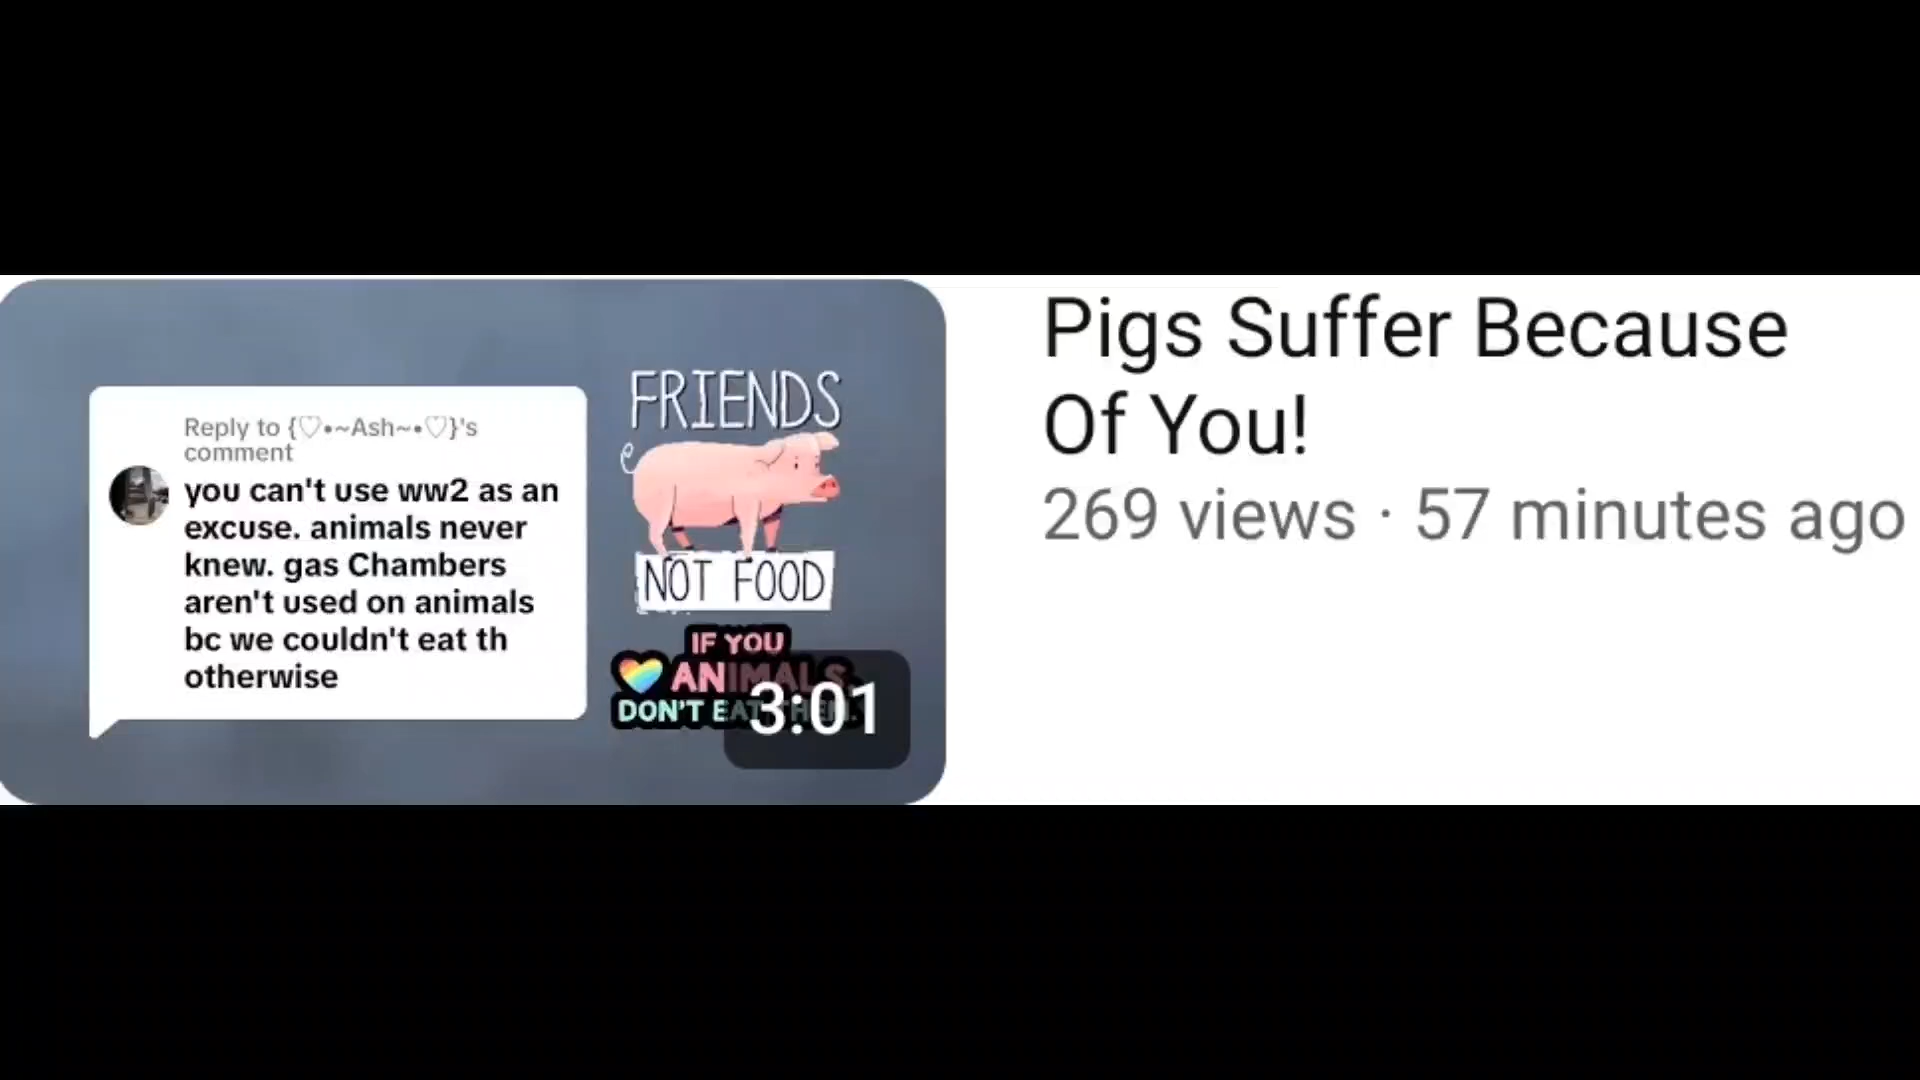 Reply to {♡•~Ash~•♡}'s
comment
you can't use ww2 as an
excuse. animals never
knew. gas Chambers
aren't used on animals
bc we couldn't eat th
otherwise
FRIENDS
NOT FOOD
IF YOU
ANIMALS,
DON'T EAT THEM.
3:01
Pigs Suffer Because
Of You!
269 views · 57 minutes ago